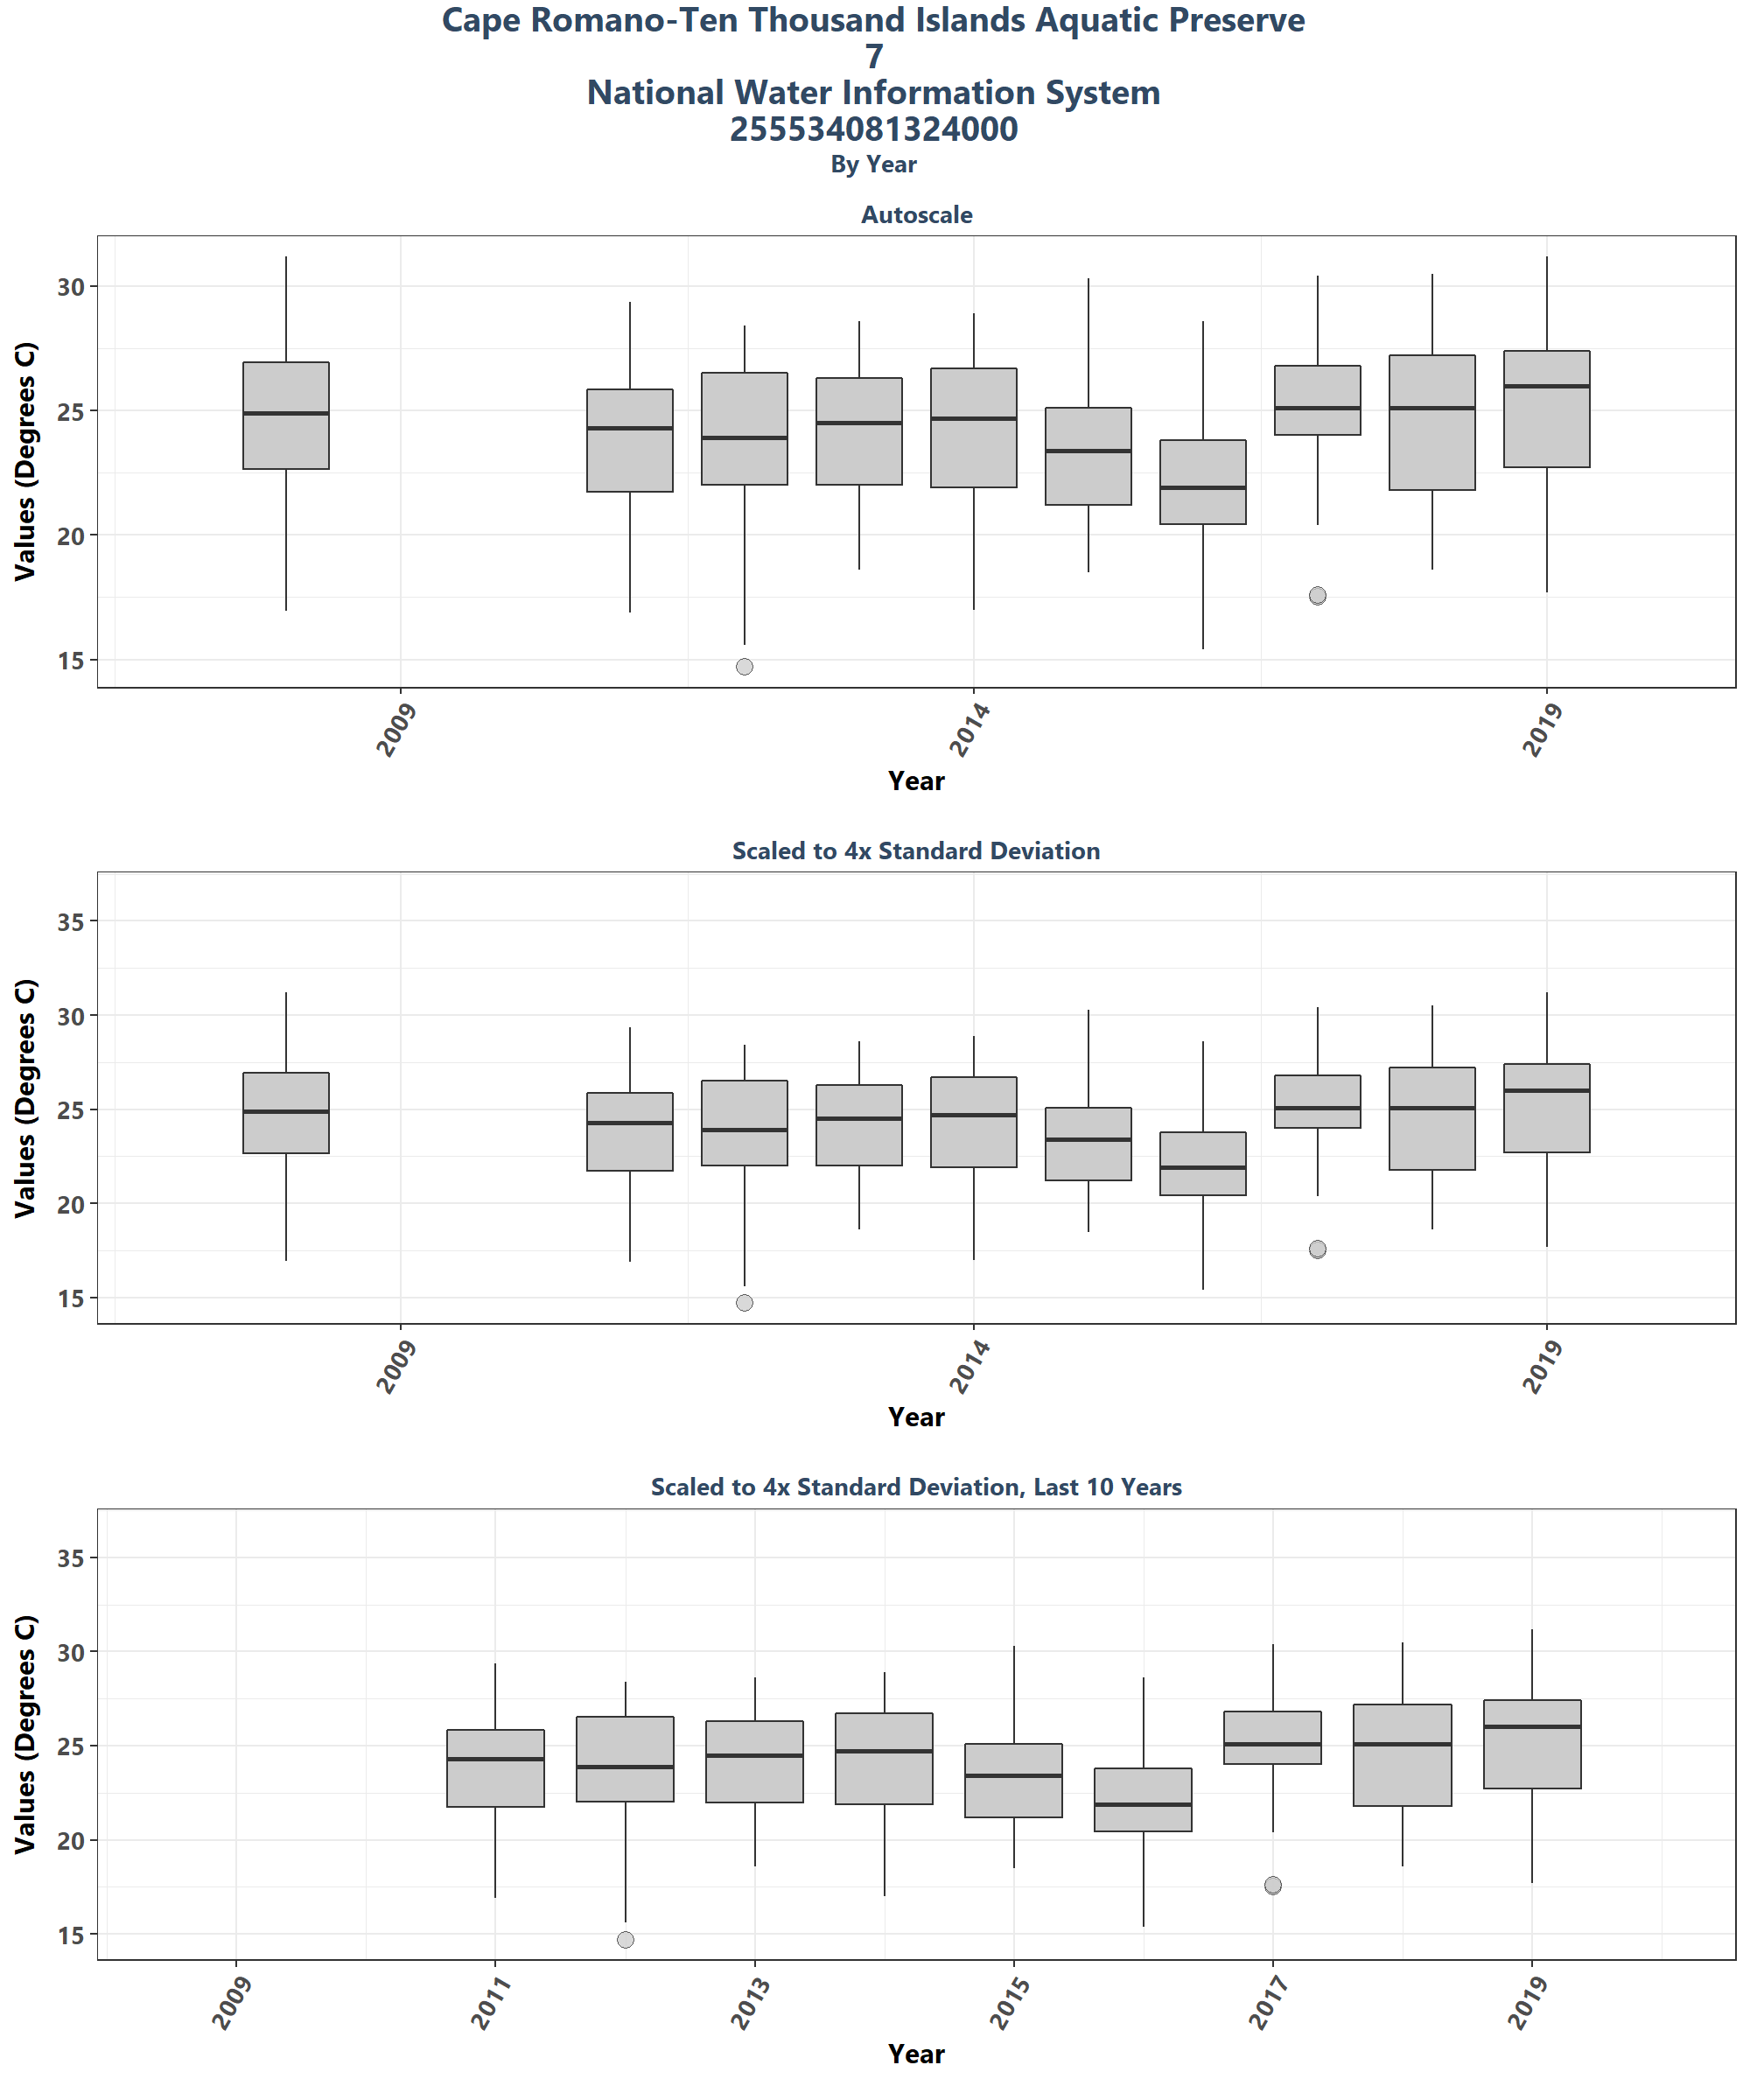 Cape Romano-Ten Thousand Islands Aquatic Preserve
7
National Water Information System
255534081324000
By Year
Autoscale
Values (Degrees C)
30
25
20
15
2009
2014
2019
Year
Scaled to 4x Standard Deviation
Values (Degrees C)
35
30
25
20
15
2009
2014
2019
Year
Scaled to 4x Standard Deviation, Last 10 Years
Values (Degrees C)
35
30
25
20
15
2009
2011
2013
2015
2017
2019
Year